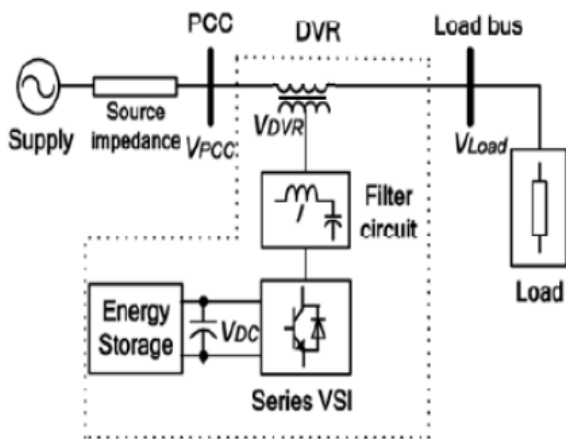 PCC
DVR
Load bus
Supply
Source
impedance
VPCC
VDVR
VLoad
Filter
circuit
Load
Energy
Storage
VDC
Series VSI